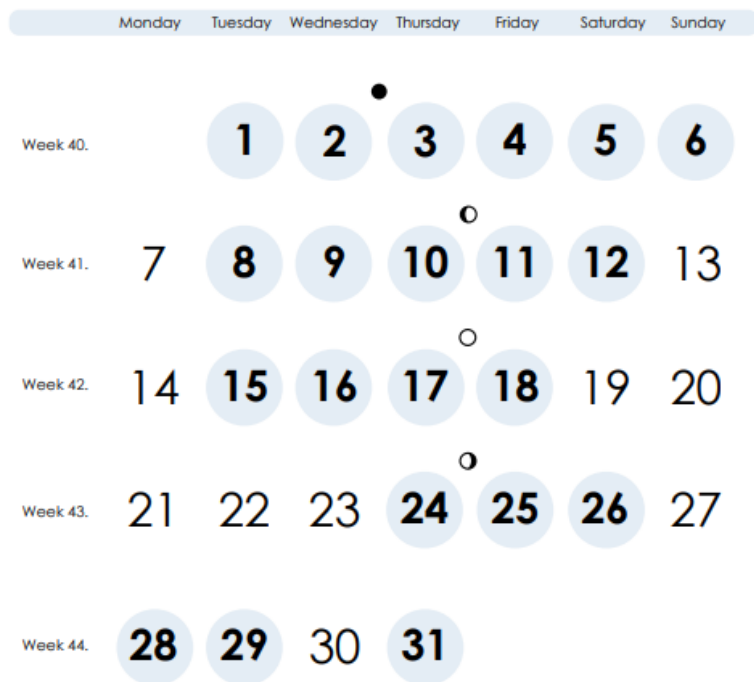 Monday Tuesday Wednesday Thursday Friday Saturday Sunday
Week 40. 1 2 3 4 5 6
Week 41. 7 8 9 10 11 12 13
Week 42. 14 15 16 17 18 19 20
Week 43. 21 22 23 24 25 26 27
Week 44. 28 29 30 31